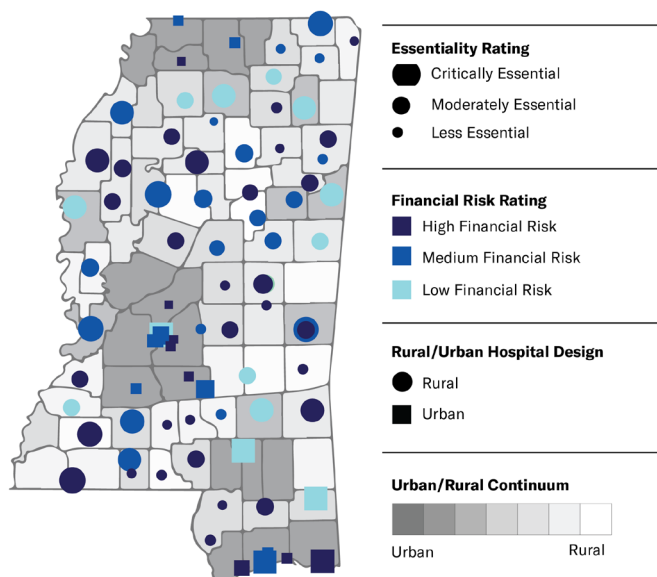 Essentiality Rating
Critically Essential
Moderately Essential
Less Essential
Financial Risk Rating
High Financial Risk
Medium Financial Risk
Low Financial Risk
Rural/Urban Hospital Design
Rural
Urban
Urban/Rural Continuum
Urban
Rural